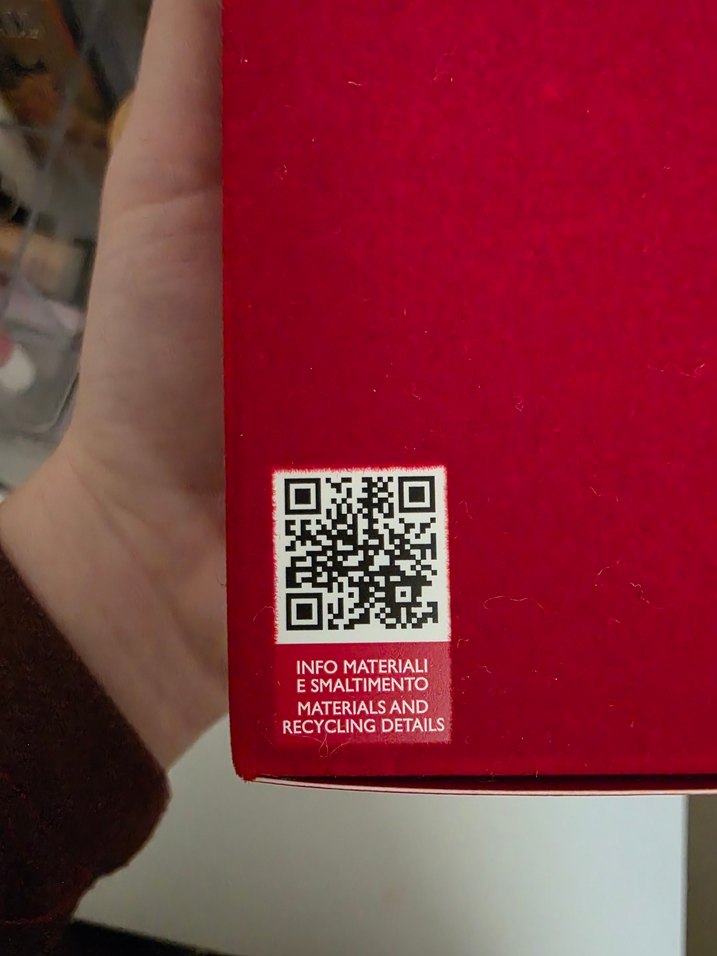 INFO MATERIALI
E SMALTIMENTO
MATERIALS AND
RECYCLING DETAILS